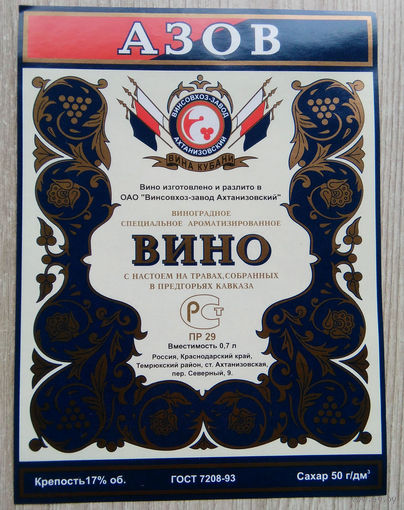 АЗОВ
ВИНСОВХОЗ-ЗАВОД
АХТАНИЗОВСКИЙ
ВИНА КУБАНИ
Вино изготовлено и разлито в
ОАО "Винсовхоз-завод Ахтанизовский"
ВИНОГРАДНОЕ
СПЕЦИАЛЬНОЕ АРОМАТИЗИРОВАННОЕ
ВИНО
С НАСТОЕМ НА ТРАВАХ, СОБРАННЫХ
В ПРЕДГОРЬЯХ КАВКАЗА
РСТ
ПР 29
Вместимость 0,7 л
Россия, Краснодарский край,
Темрюкский район, ст. Ахтанизовская,
пер. Северный, 9.
Крепость17% об. ГОСТ 7208-93 Сахар 50 г/дм³